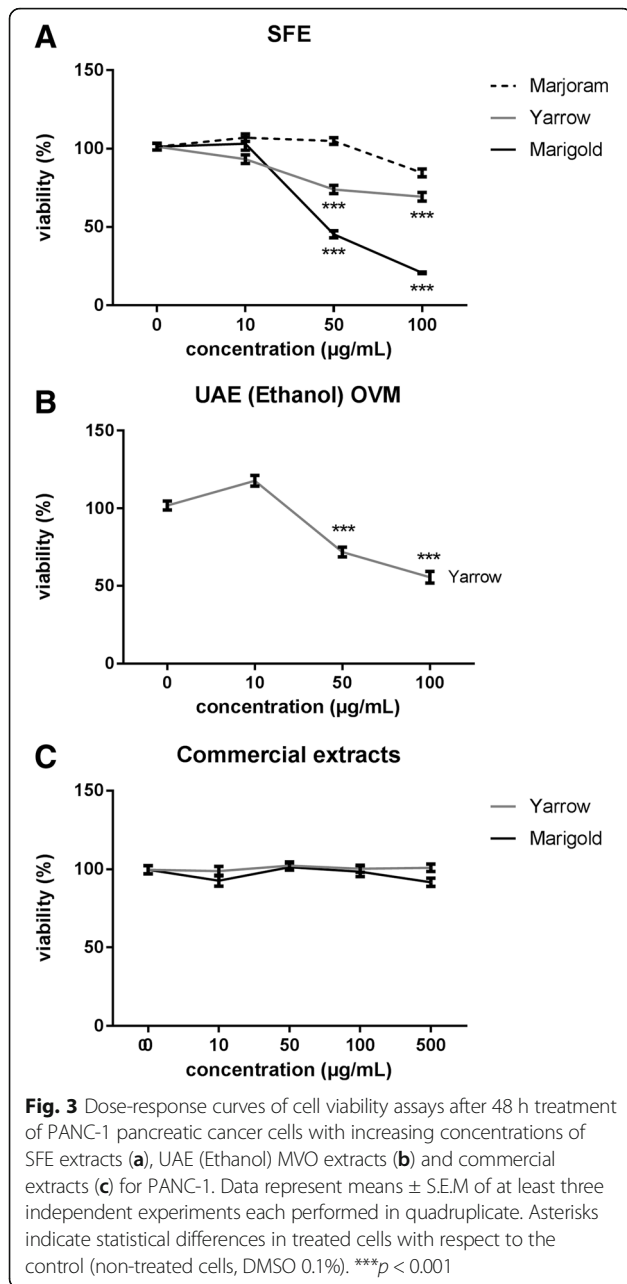 A
SFE
150
100
50
0
viability (%)
***
***
***
***
0 10 50 100
concentration (µg/mL)
Marjoram
Yarrow
Marigold
B
UAE (Ethanol) OVM
150
100
50
0
viability (%)
***
***
Yarrow
0 10 50 100
concentration (µg/mL)
C
Commercial extracts
150
100
50
0
viability (%)
0 10 50 100 500
concentration (µg/mL)
Yarrow
Marigold
Fig. 3 Dose-response curves of cell viability assays after 48 h treatment
of PANC-1 pancreatic cancer cells with increasing concentrations of
SFE extracts (a), UAE (Ethanol) MVO extracts (b) and commercial
extracts (c) for PANC-1. Data represent means ± S.E.M of at least three
independent experiments each performed in quadruplicate. Asterisks
indicate statistical differences in treated cells with respect to the
control (non-treated cells, DMSO 0.1%). ***p < 0.001